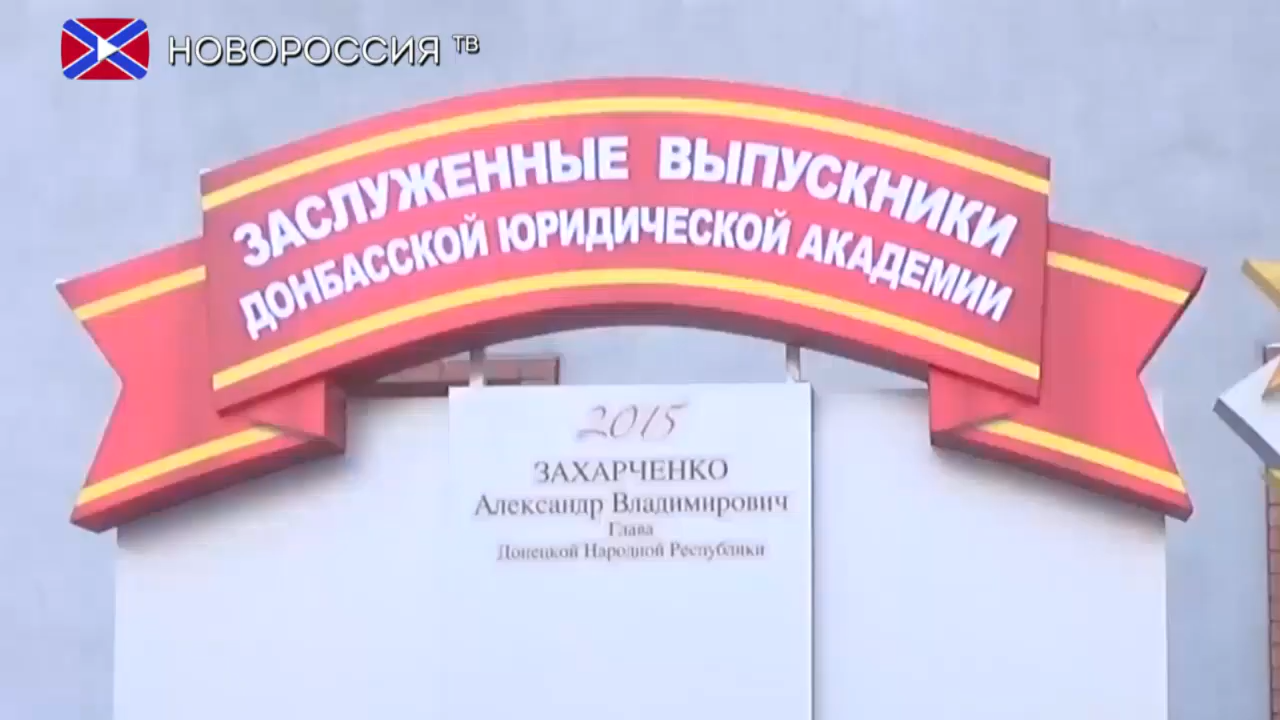 НОВОРОССИЯ ТВ
ЗАСЛУЖЕННЫЕ ВЫПУСКНИКИ
ДОНБАССКОЙ ЮРИДИЧЕСКОЙ АКАДЕМИИ
2015
ЗАХАРЧЕНКО
Александр Владимирович
Глава
Донецкой Народной Республики